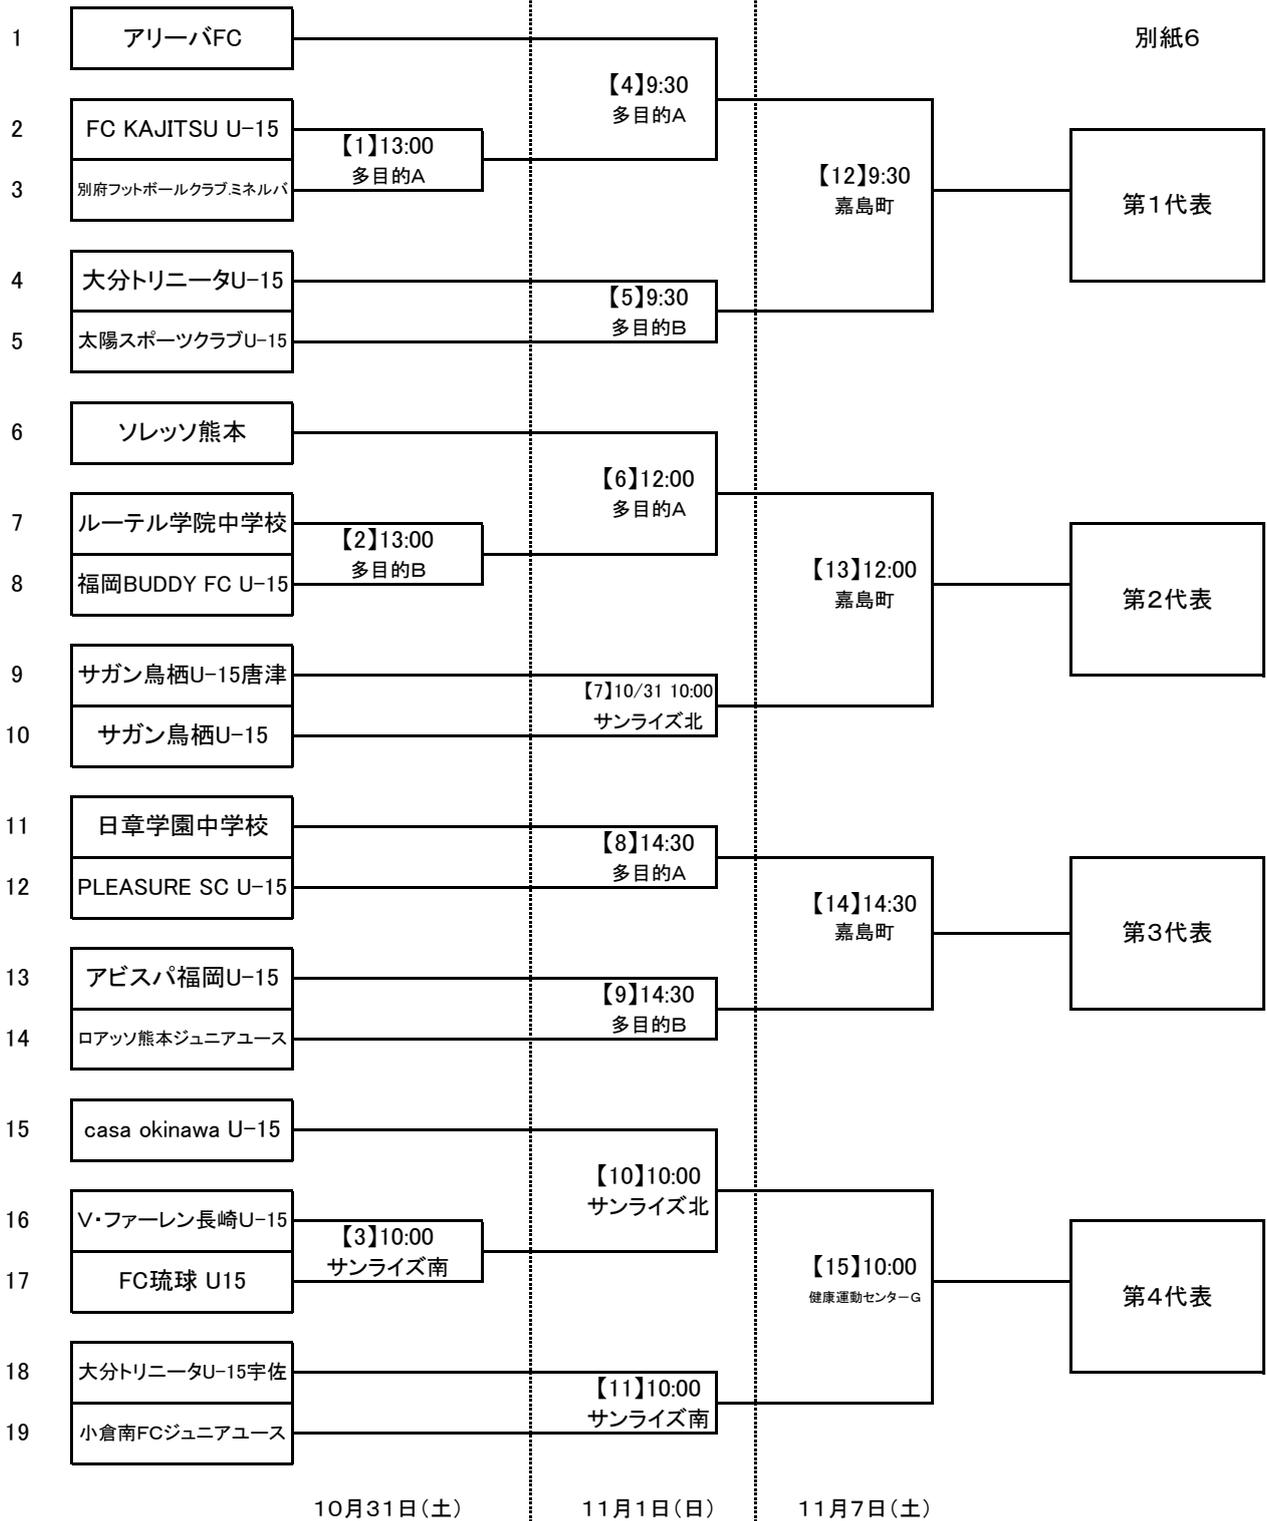 別紙6
1
アリーバFC
【4】9:30
多目的A
2
FC KAJITSU U-15
【1】13:00
多目的A
3
別府フットボールクラブ.ミネルバ
【12】9:30
嘉島町
第1代表
4
大分トリニータU-15
【5】9:30
多目的B
5
太陽スポーツクラブU-15
6
ソレッソ熊本
【6】12:00
多目的A
7
ルーテル学院中学校
【2】13:00
多目的B
8
福岡BUDDY FC U-15
【13】12:00
嘉島町
第2代表
9
サガン鳥栖U-15唐津
【7】10/31 10:00
サンライズ北
10
サガン鳥栖U-15
11
日章学園中学校
【8】14:30
多目的A
12
PLEASURE SC U-15
【14】14:30
嘉島町
第3代表
13
アビスパ福岡U-15
【9】14:30
多目的B
14
ロアッソ熊本ジュニアユース
15
casa okinawa U-15
【10】10:00
サンライズ北
16
V・ファーレン長崎U-15
【3】10:00
サンライズ南
17
FC琉球 U15
【15】10:00
健康運動センターG
第4代表
18
大分トリニータU-15宇佐
【11】10:00
サンライズ南
19
小倉南FCジュニアユース
10月31日(土)
11月1日(日)
11月7日(土)